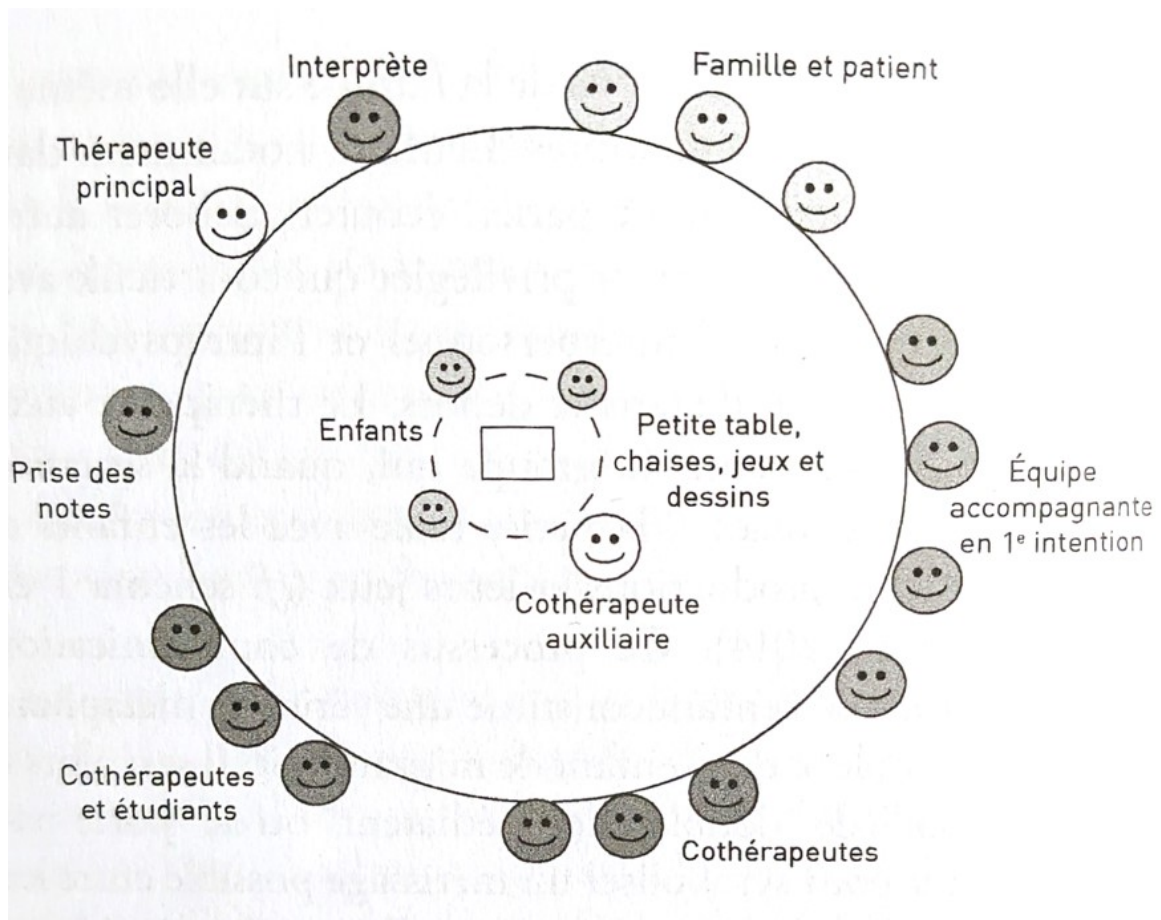 Interprète
Famille et patient
Thérapeute
principal
Enfants
Petite table,
chaises, jeux et
dessins
Prise des
notes
Équipe
accompagnante
en 1e intention
Cothérapeute
auxiliaire
Cothérapeutes
et étudiants
Cothérapeutes